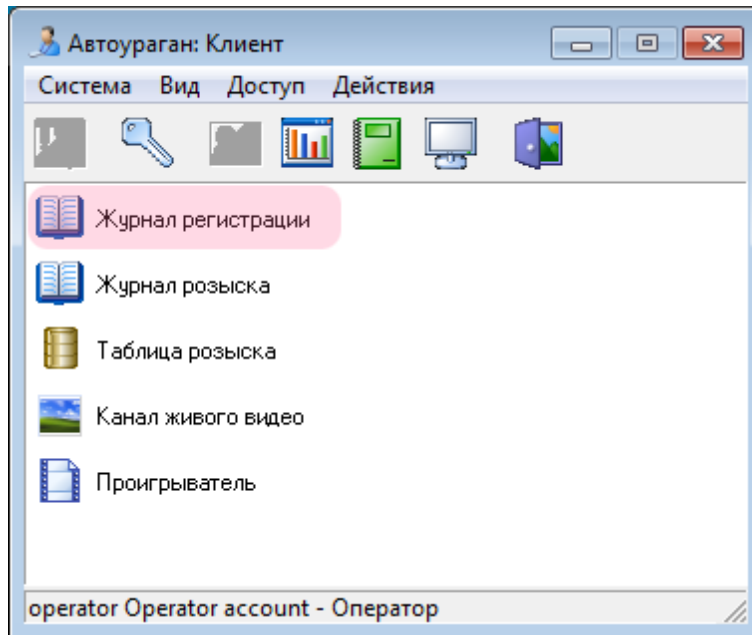 Автоураган: Клиент
Система Вид Доступ Действия
Журнал регистрации
Журнал розыска
Таблица розыска
Канал живого видео
Проигрыватель
operator Operator account - Оператор